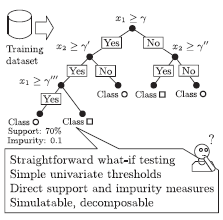 x₁ ≥ γ
Yes No
Training
dataset
x₂ ≥ γ′ x₂ ≥ γ″
Yes No Yes No
x₁ ≥ γ‴
Yes
Class Class Class
Class Class
Support: 70%
Impurity: 0.1
?
Straightforward what-if testing
Simple univariate thresholds
Direct support and impurity measures
Simulatable, decomposable